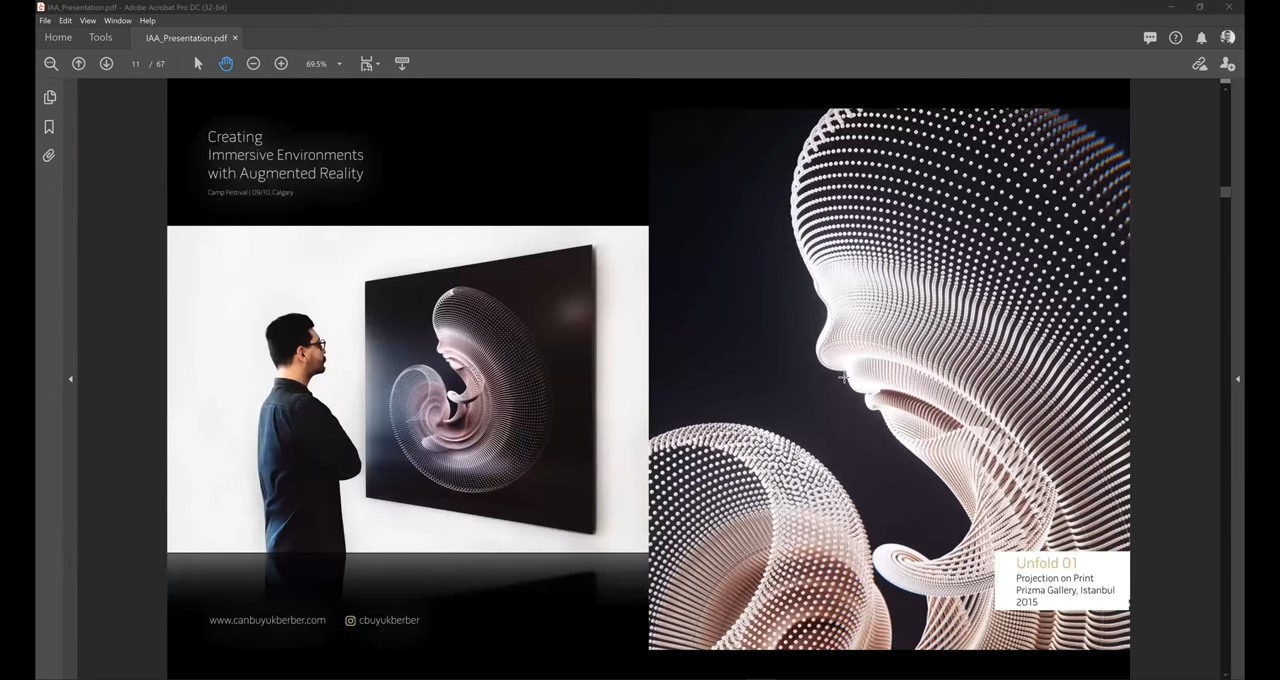 IAA_Presentation.pdf - Adobe Acrobat Pro DC (32-bit)
File Edit View Window Help
Home Tools IAA_Presentation.pdf ×
11 / 67 69.5%
Creating
Immersive Environments
with Augmented Reality
Camp Festival | 09/10, Calgary
Unfold 01
Projection on Print
Prizma Gallery, Istanbul
2015
www.canbuyukberber.com cbuyukberber